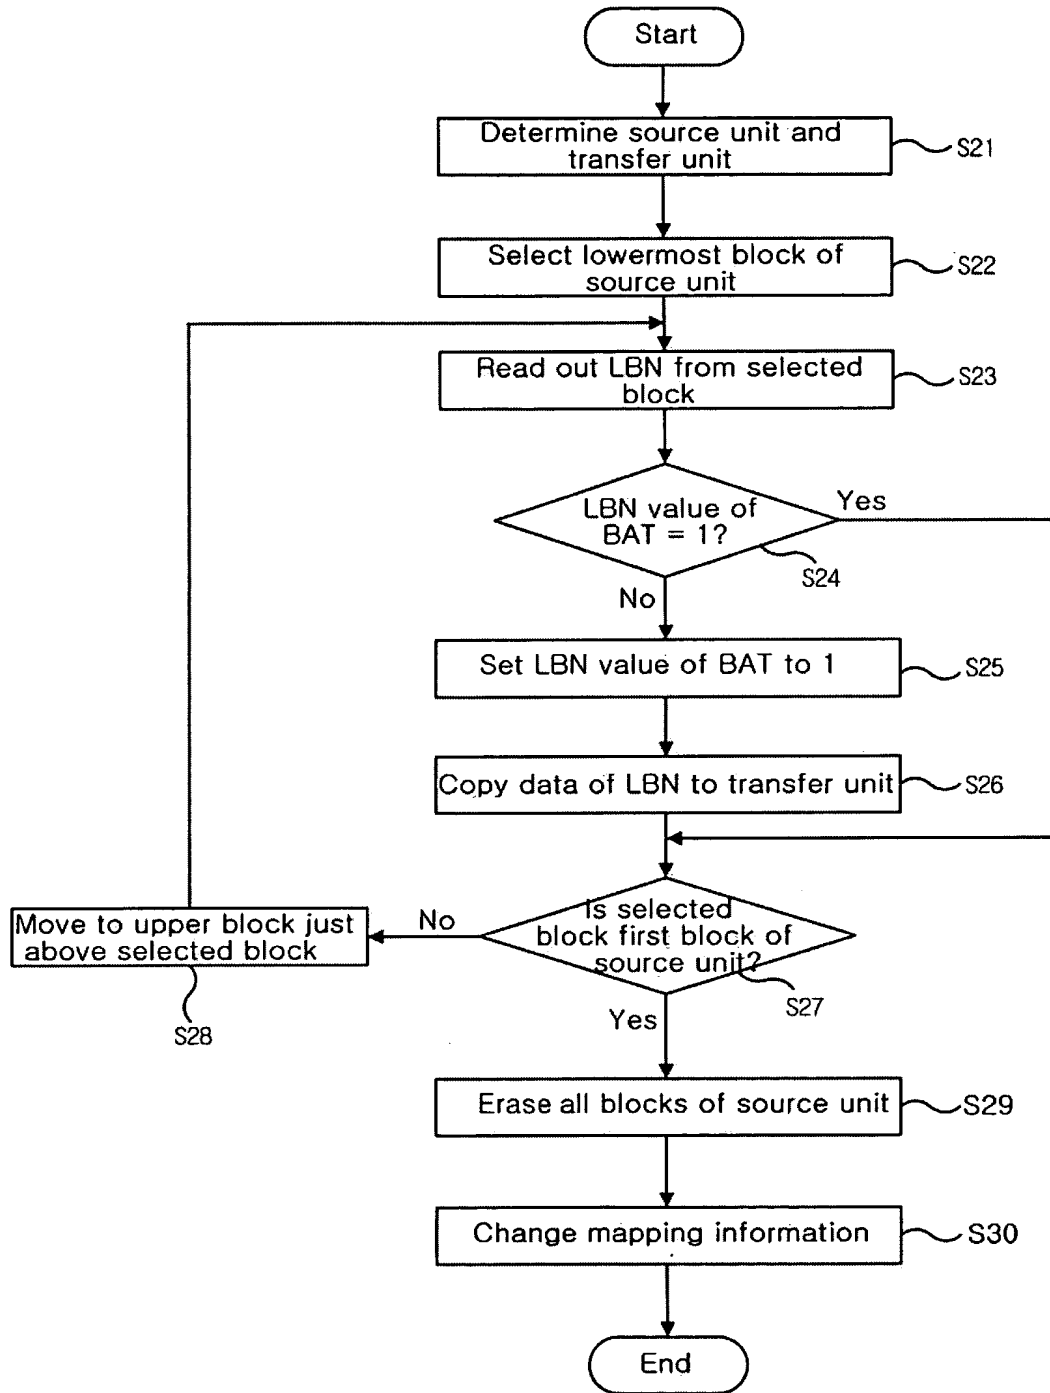 Start
Determine source unit and
transfer unit
S21
Select lowermost block of
source unit
S22
Read out LBN from selected
block
S23
LBN value of
BAT = 1?
Yes
S24
No
Set LBN value of BAT to 1
S25
Copy data of LBN to transfer unit
S26
Is selected
block first block of
source unit?
No
S27
Move to upper block just
above selected block
S28
Yes
Erase all blocks of source unit
S29
Change mapping information
S30
End